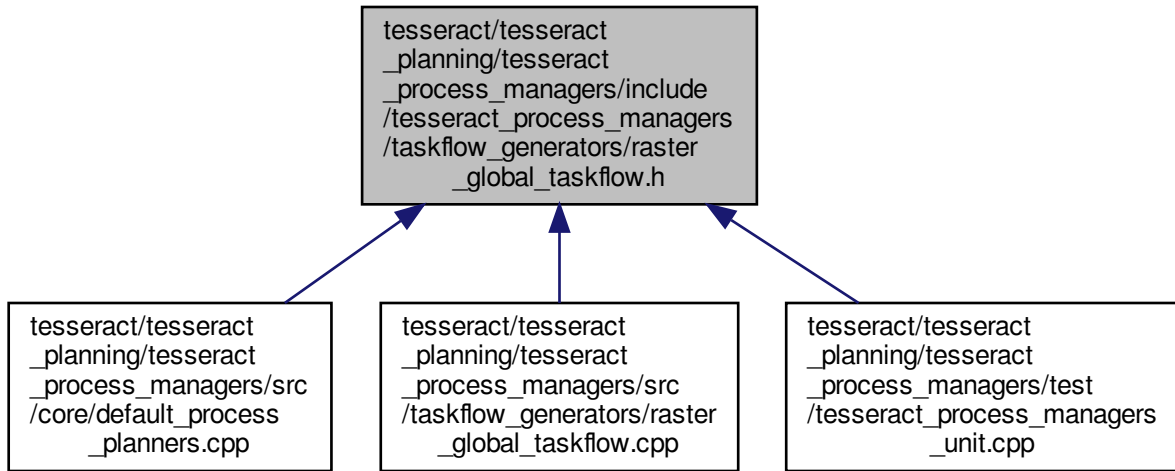 tesseract/tesseract
_planning/tesseract
_process_managers/include
/tesseract_process_managers
/taskflow_generators/raster
_global_taskflow.h
tesseract/tesseract
_planning/tesseract
_process_managers/src
/core/default_process
_planners.cpp
tesseract/tesseract
_planning/tesseract
_process_managers/src
/taskflow_generators/raster
_global_taskflow.cpp
tesseract/tesseract
_planning/tesseract
_process_managers/test
/tesseract_process_managers
_unit.cpp